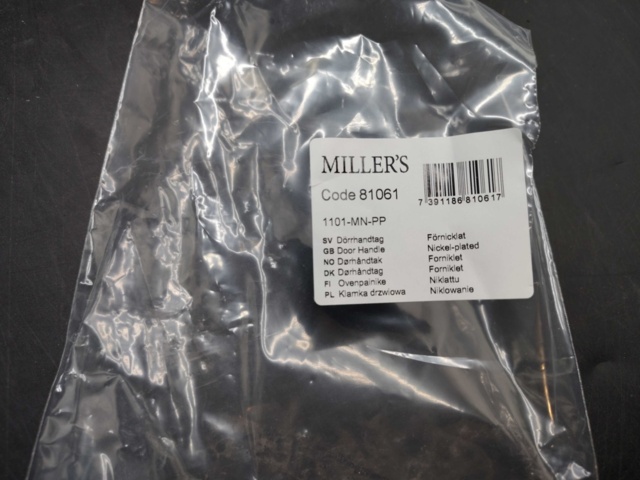 MILLER'S
Code 81061
7 391186 810617
1101-MN-PP
SV Dörrhandtag Förnicklat
GB Door Handle Nickel-plated
NO Dørhåndtak Forniklet
DK Dørhåndtag Forniklet
FI Ovenpainike Niklattu
PL Klamka drzwiowa Niklowanie